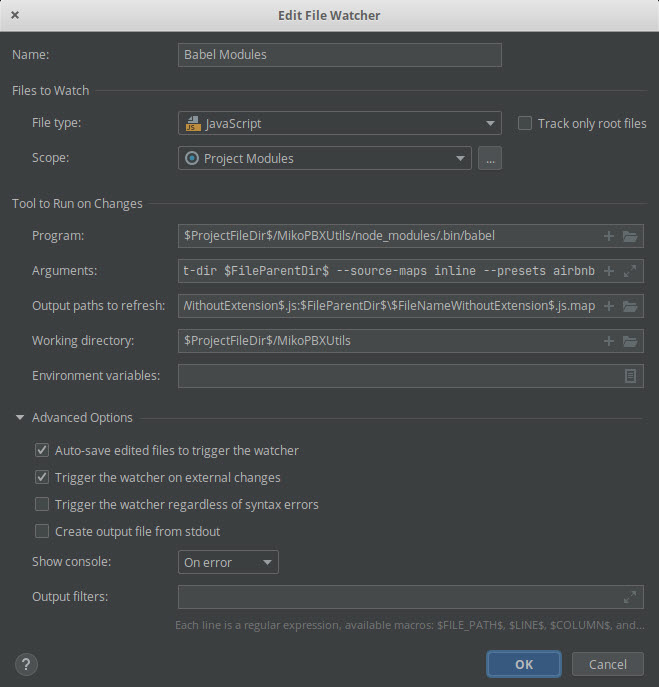 Edit File Watcher
Name: Babel Modules
Files to Watch
File type: JavaScript Track only root files
Scope: Project Modules ...
Tool to Run on Changes
Program: $ProjectFileDir$/MikoPBXUtils/node_modules/.bin/babel
Arguments: t-dir $FileParentDir$ --source-maps inline --presets airbnb
Output paths to refresh: WithoutExtension$.js:$FileParentDir$\$FileNameWithoutExtension$.js.map
Working directory: $ProjectFileDir$/MikoPBXUtils
Environment variables:
Advanced Options
Auto-save edited files to trigger the watcher
Trigger the watcher on external changes
Trigger the watcher regardless of syntax errors
Create output file from stdout
Show console: On error
Output filters:
Each line is a regular expression, available macros: $FILE_PATH$, $LINE$, $COLUMN$, and...
? OK Cancel